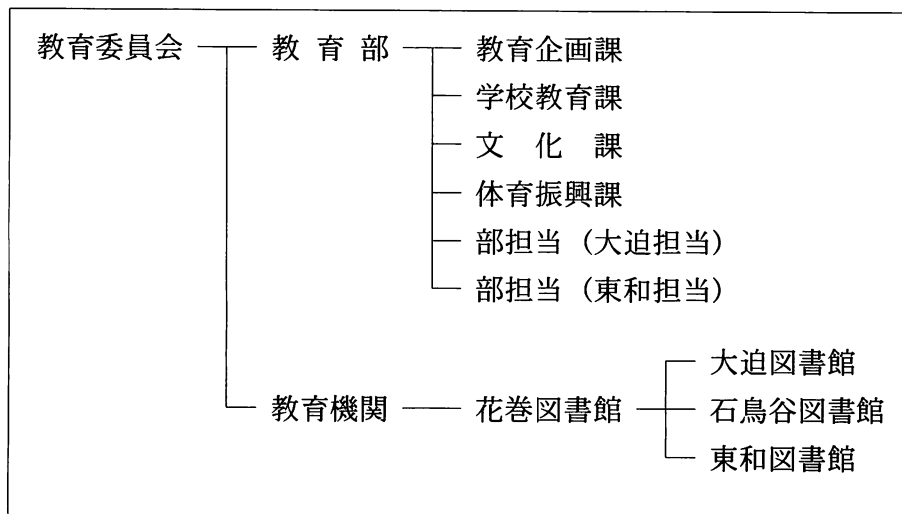 教育委員会 教育部 教育企画課
学校教育課
文化課
体育振興課
部担当（大迫担当）
部担当（東和担当）
大迫図書館
教育機関 花巻図書館 石鳥谷図書館
東和図書館